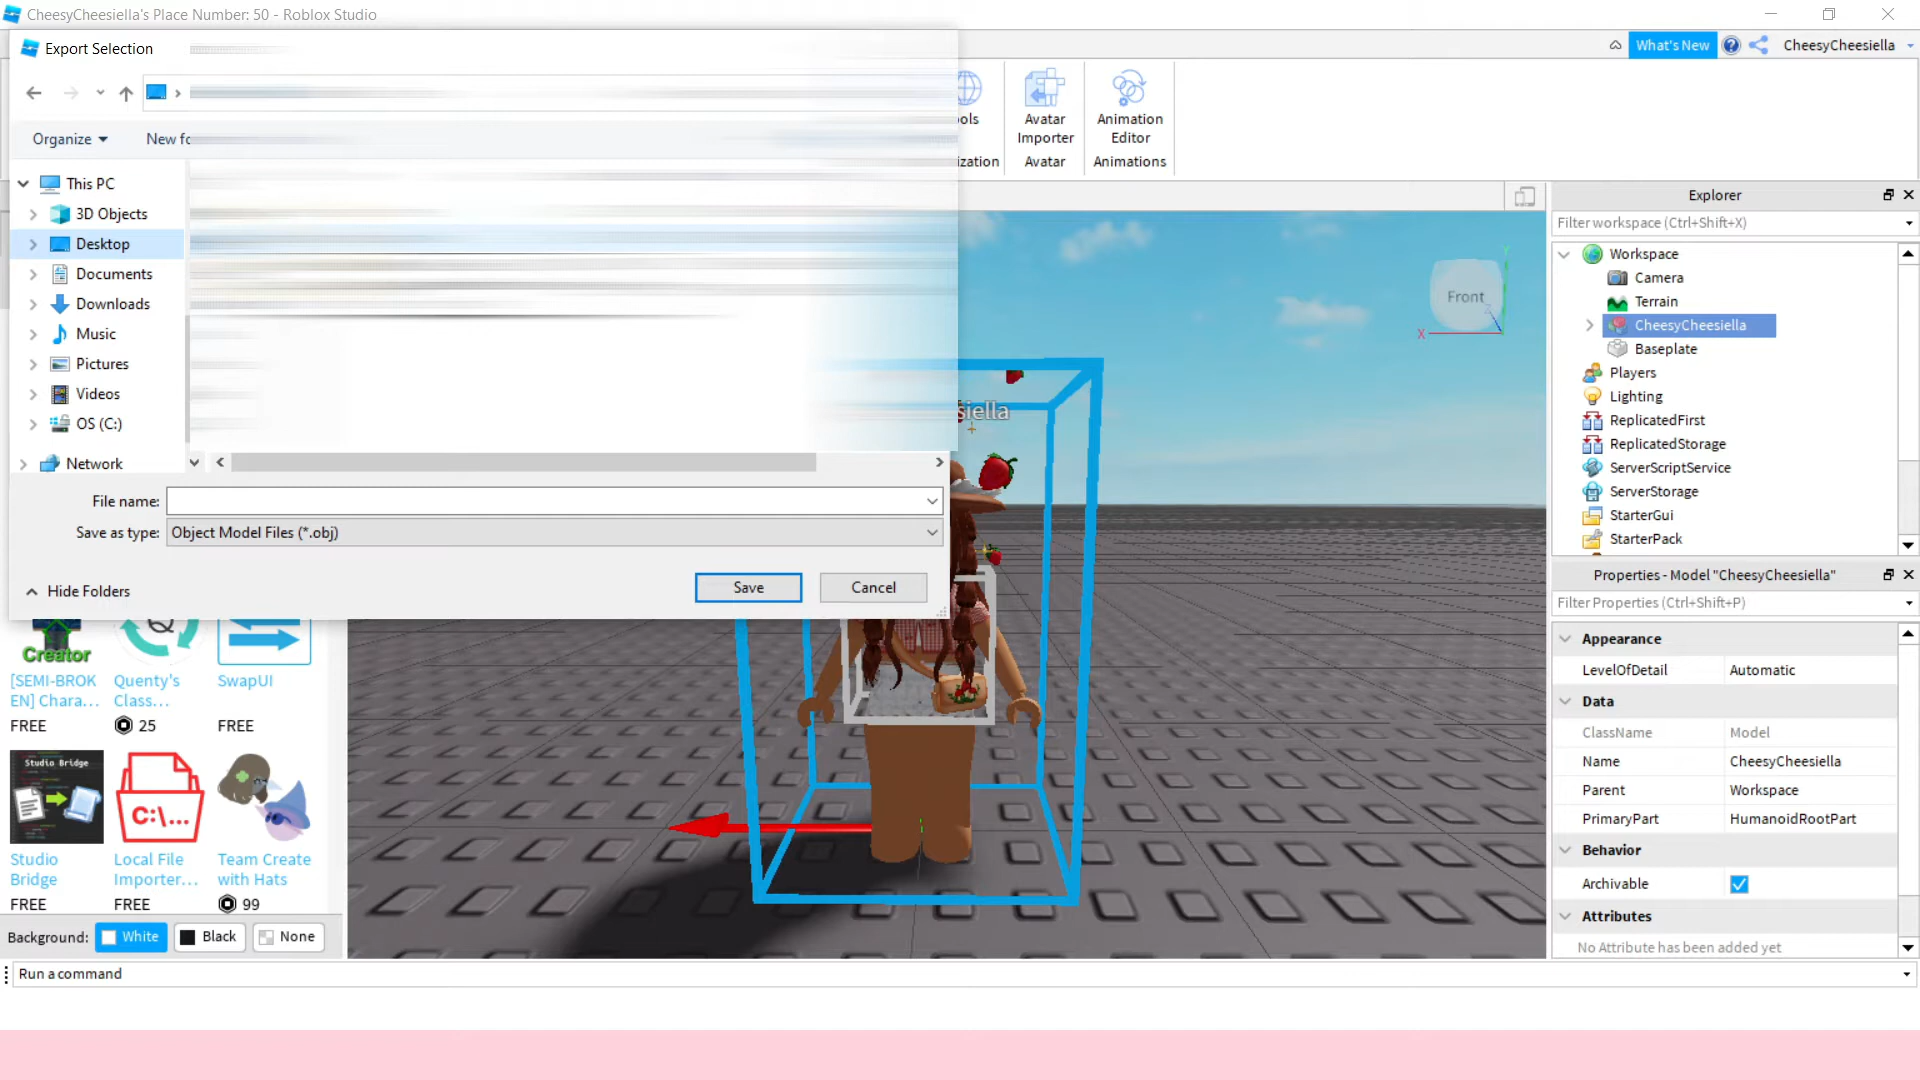 CheesyCheesiella's Place Number: 50 - Roblox Studio
Export Selection
What's New
CheesyCheesiella
Organize
New fo
ols
Avatar Importer
Animation Editor
ization
Avatar
Animations
This PC
3D Objects
Desktop
Documents
Downloads
Music
Pictures
Videos
OS (C:)
Network
File name:
Save as type:
Object Model Files (*.obj)
Hide Folders
Save
Cancel
siella
Front
X
Explorer
Filter workspace (Ctrl+Shift+X)
Workspace
Camera
Terrain
CheesyCheesiella
Baseplate
Players
Lighting
ReplicatedFirst
ReplicatedStorage
ServerScriptService
ServerStorage
StarterGui
StarterPack
Properties - Model "CheesyCheesiella"
Filter Properties (Ctrl+Shift+P)
Appearance
LevelOfDetail Automatic
Data
ClassName Model
Name CheesyCheesiella
Parent Workspace
PrimaryPart HumanoidRootPart
Behavior
Archivable
Attributes
No Attribute has been added yet
Creator
[SEMI-BROK
EN] Chara...
FREE
Quenty's
Class...
25
SwapUI
FREE
Studio Bridge
C:\...
Studio
Bridge
FREE
Local File
Importer...
FREE
Team Create
with Hats
99
Background: White Black None
Run a command